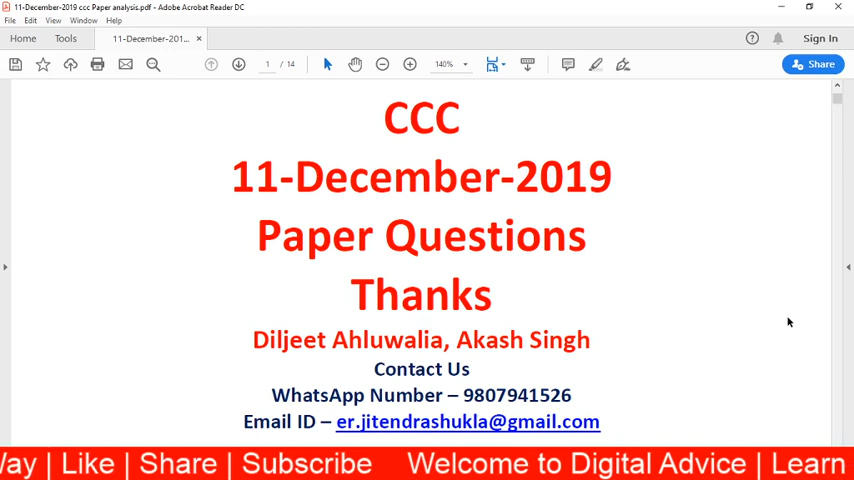 11-December-2019 ccc Paper analysis.pdf - Adobe Acrobat Reader DC
File Edit View Window Help
Home Tools 11-December-201... × Sign In
1 / 14 140% Share
CCC
11-December-2019
Paper Questions
Thanks
Diljeet Ahluwalia, Akash Singh
Contact Us
WhatsApp Number – 9807941526
Email ID – er.jitendrashukla@gmail.com
Way | Like | Share | Subscribe Welcome to Digital Advice | Learn